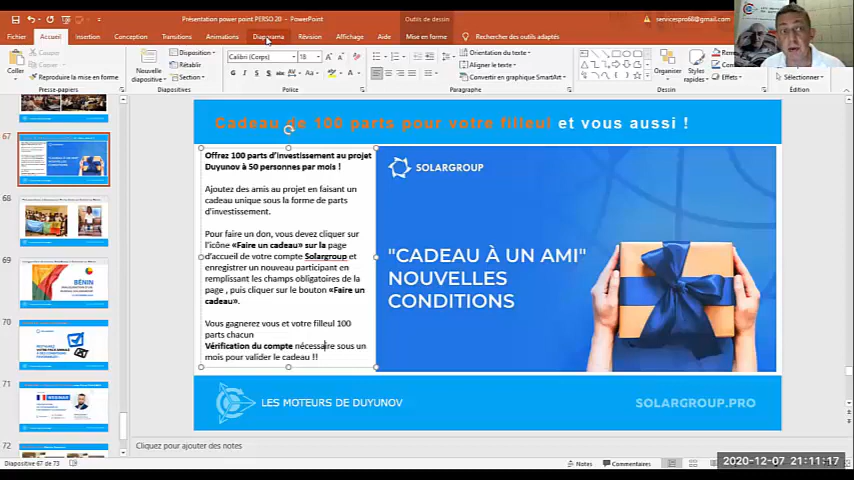 Présentation power point PERSO 20 - PowerPoint
Outils de dessin
servicespro68@gmail.com
Fichier Accueil Insertion Conception Transitions Animations Diaporama Révision Affichage Aide Mise en forme Rechercher des outils adaptés
Coller
Couper
Copier
Reproduire la mise en forme
Presse-papiers
Nouvelle diapositive
Disposition
Rétablir
Section
Diapositives
Calibri (Corps) 18
Police
Orientation du texte
Aligner le texte
Convertir en graphique SmartArt
Paragraphe
Organiser
Styles rapides
Dessin
Sélectionner
67
68
69
70
71
72
BÉNIN
Cadeau de 100 parts pour votre filleul et vous aussi !
Offrez 100 parts d'investissement au projet
Duyunov à 50 personnes par mois !
Ajoutez des amis au projet en faisant un
cadeau unique sous la forme de parts
d'investissement.
Pour faire un don, vous devez cliquer sur
l'icône «Faire un cadeau» sur la page
d'accueil de votre compte Solargroup et
enregistrer un nouveau participant en
remplissant les champs obligatoires de la
page , puis cliquer sur le bouton «Faire un
cadeau».
Vous gagnerez vous et votre filleul 100
parts chacun
Vérification du compte nécessaire sous un
mois pour valider le cadeau !!
SOLARGROUP
"CADEAU À UN AMI"
NOUVELLES
CONDITIONS
LES MOTEURS DE DUYUNOV
SOLARGROUP.PRO
Cliquez pour ajouter des notes
Diapositive 67 de 73
Notes
Commentaires
2020-12-07 21:11:17